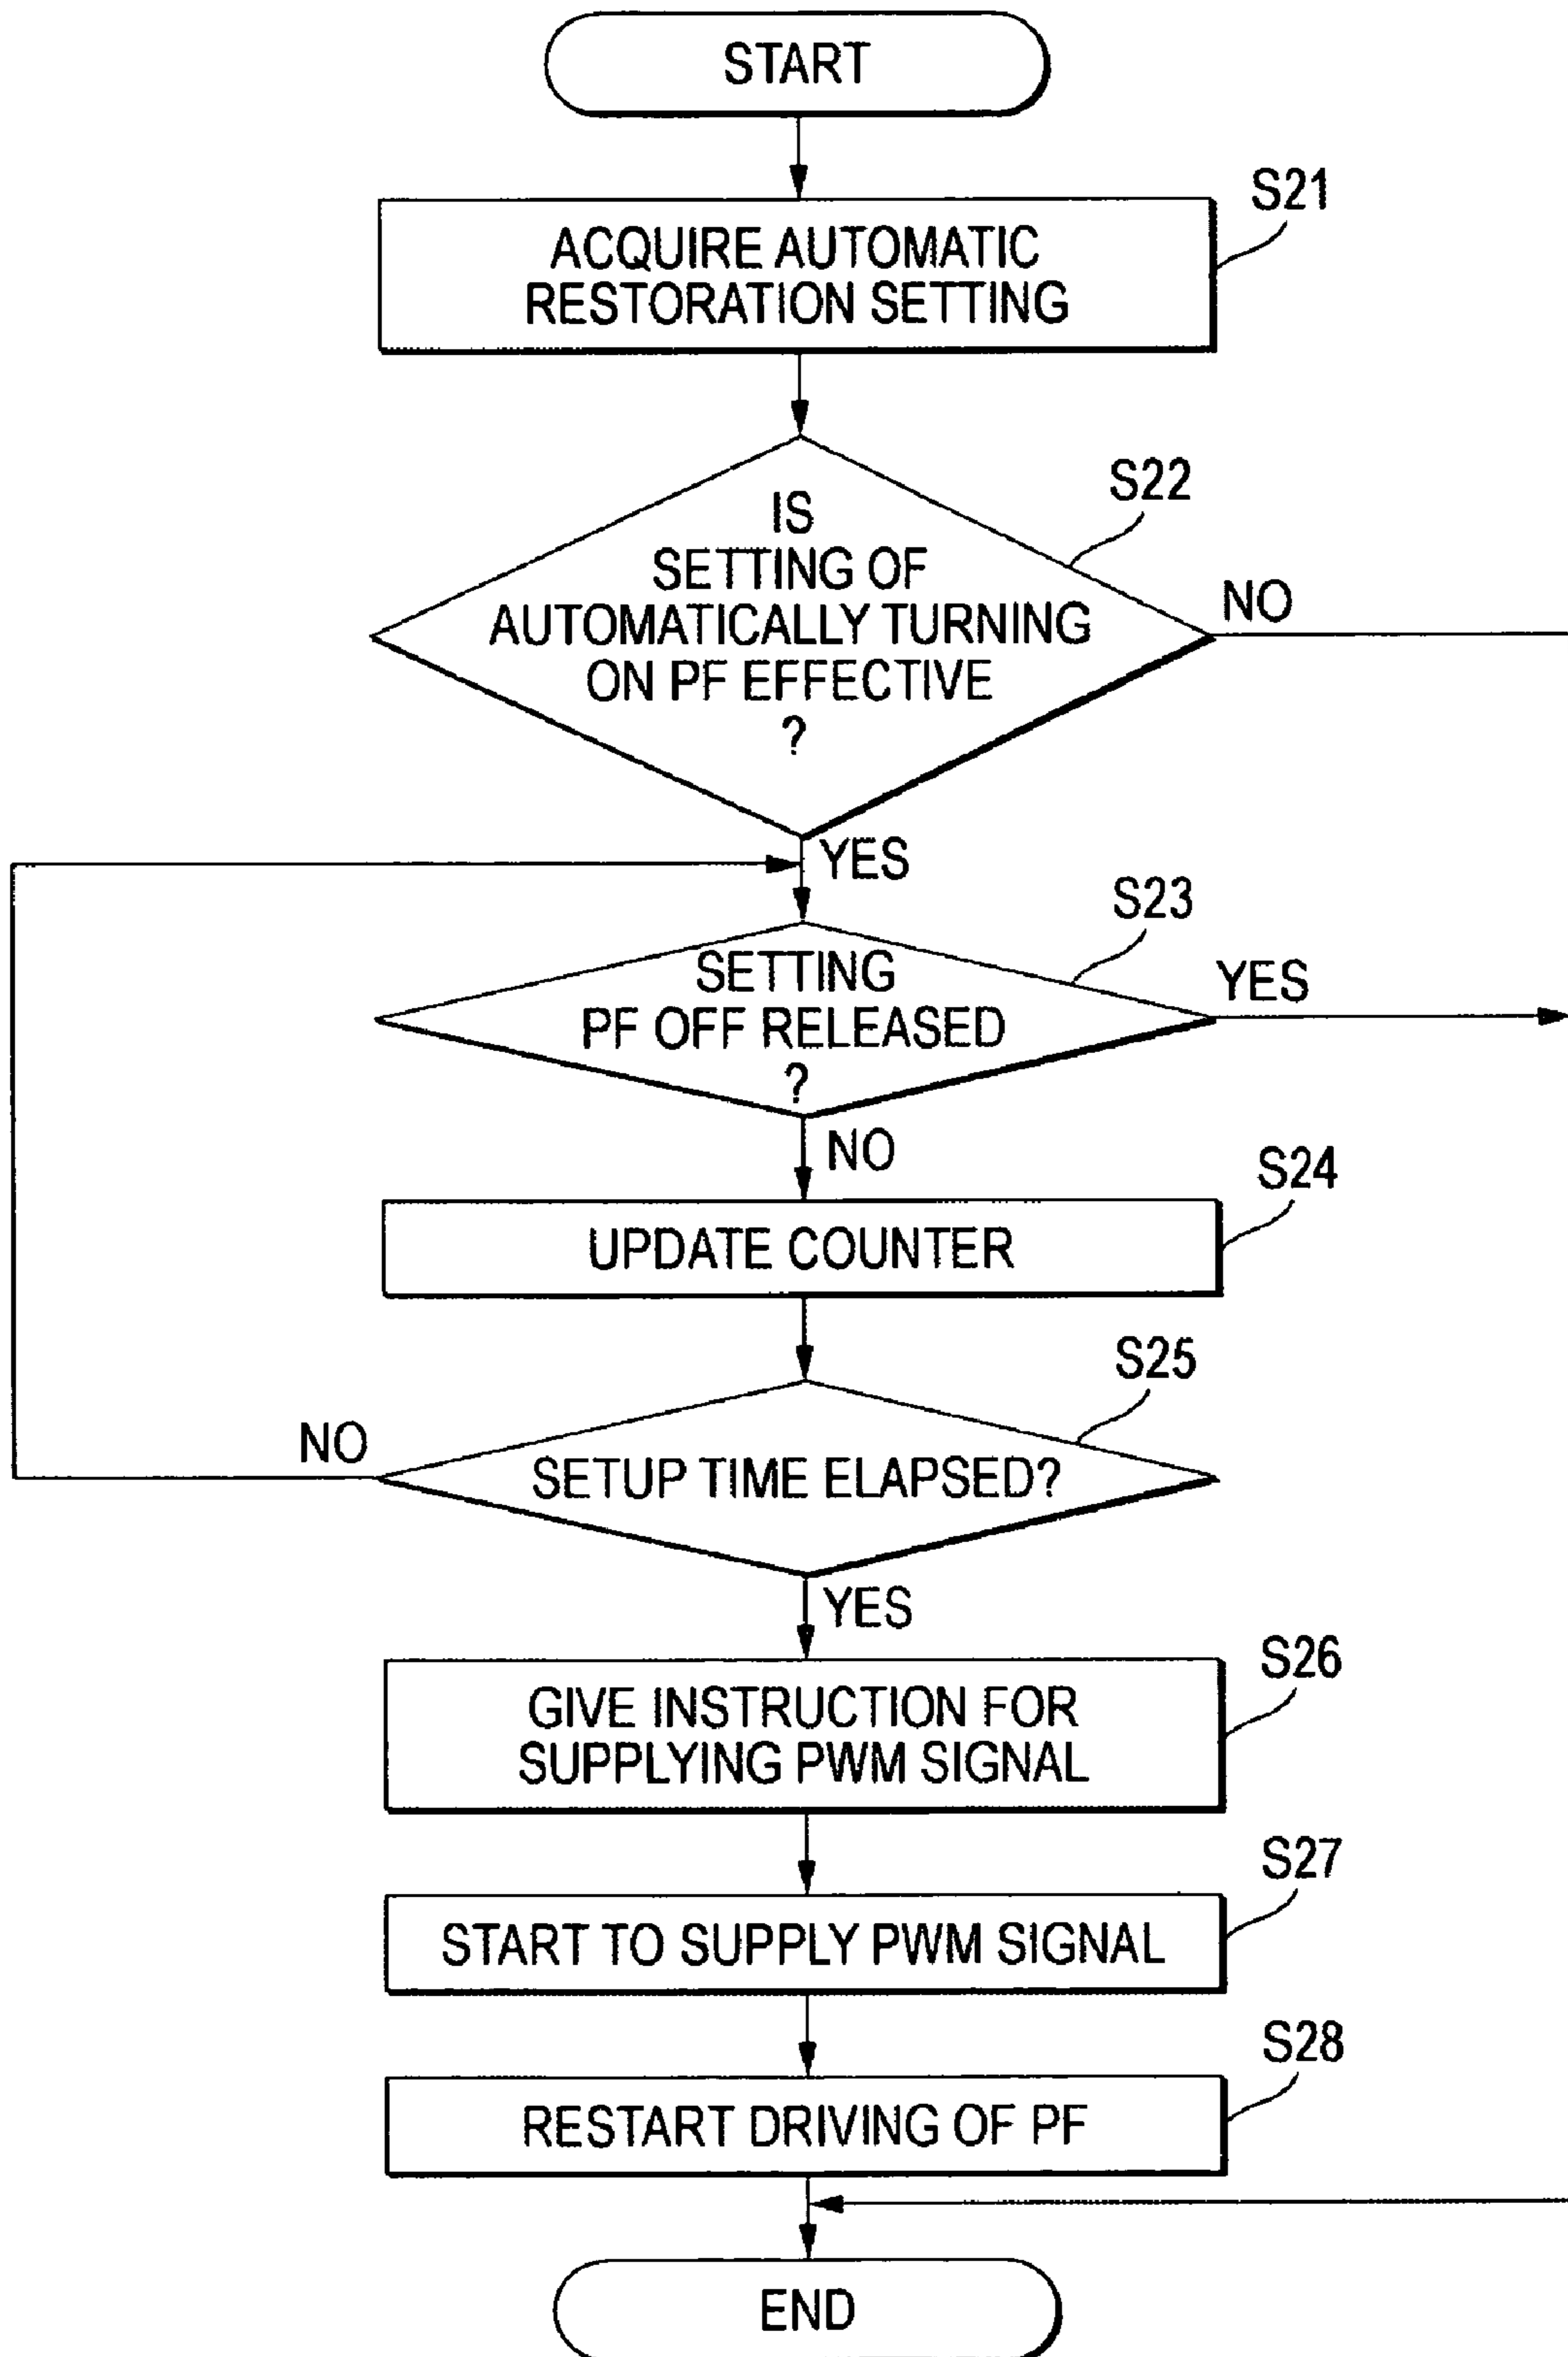 START
S21
ACQUIRE AUTOMATIC
RESTORATION SETTING
S22
IS
SETTING OF
AUTOMATICALLY TURNING
ON PF EFFECTIVE
?
NO
YES
S23
SETTING
PF OFF RELEASED
?
YES
NO
S24
UPDATE COUNTER
S25
SETUP TIME ELAPSED?
NO
YES
S26
GIVE INSTRUCTION FOR
SUPPLYING PWM SIGNAL
S27
START TO SUPPLY PWM SIGNAL
S28
RESTART DRIVING OF PF
END